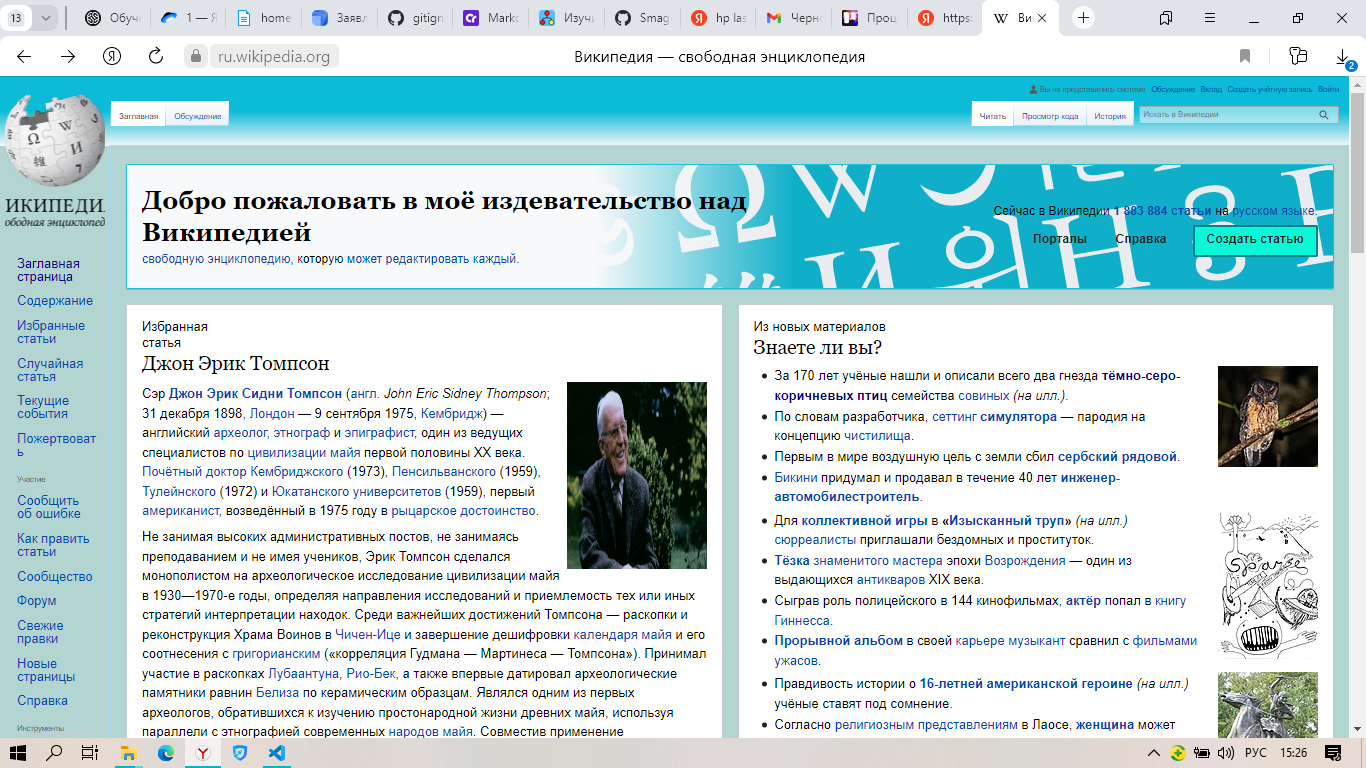 13
Обуч
1 — Я
home
Заявл
gitign
Marko
Изучи
Smag
hp las
Черно
Проц
https:
Вик
ru.wikipedia.org
Википедия — свободная энциклопедия
2
Вы не представились системе Обсуждение Вклад Создать учётную запись Войти
Заглавная Обсуждение
Читать Просмотр кода История
Искать в Википедии
ИКИПЕДИ
ободная энциклопед
Заглавная
страница
Содержание
Избранные
статьи
Случайная
статья
Текущие
события
Пожертвоват
ь
Участие
Сообщить
об ошибке
Как править
статьи
Сообщество
Форум
Свежие
правки
Новые
страницы
Справка
Инструменты
Добро пожаловать в моё издевательство над
Википедией
свободную энциклопедию, которую может редактировать каждый.
Сейчас в Википедии 1 883 884 статьи на русском языке.
Порталы Справка Создать статью
Избранная
статья
Джон Эрик Томпсон
Сэр Джон Эрик Сидни Томпсон (англ. John Eric Sidney Thompson;
31 декабря 1898, Лондон — 9 сентября 1975, Кембридж) —
английский археолог, этнограф и эпиграфист, один из ведущих
специалистов по цивилизации майя первой половины XX века.
Почётный доктор Кембриджского (1973), Пенсильванского (1959),
Тулейнского (1972) и Юкатанского университетов (1959), первый
американист, возведённый в 1975 году в рыцарское достоинство.
Не занимая высоких административных постов, не занимаясь
преподаванием и не имея учеников, Эрик Томпсон сделался
монополистом на археологическое исследование цивилизации майя
в 1930—1970-е годы, определяя направления исследований и приемлемость тех или иных
стратегий интерпретации находок. Среди важнейших достижений Томпсона — раскопки и
реконструкция Храма Воинов в Чичен-Ице и завершение дешифровки календаря майя и его
соотнесения с григорианским («корреляция Гудмана — Мартинеса — Томпсона»). Принимал
участие в раскопках Лубаантуна, Рио-Бек, а также впервые датировал археологические
памятники равнин Белиза по керамическим образцам. Являлся одним из первых
археологов, обратившихся к изучению простонародной жизни древних майя, используя
параллели с этнографией современных народов майя. Совместив применение
Из новых материалов
Знаете ли вы?
За 170 лет учёные нашли и описали всего два гнезда тёмно-серо-
коричневых птиц семейства совиных (на илл.).
По словам разработчика, сеттинг симулятора — пародия на
концепцию чистилища.
Первым в мире воздушную цель с земли сбил сербский рядовой.
Бикини придумал и продавал в течение 40 лет инженер-
автомобилестроитель.
Для коллективной игры в «Изысканный труп» (на илл.)
сюрреалисты приглашали бездомных и проституток.
Тёзка знаменитого мастера эпохи Возрождения — один из
выдающихся антикваров XIX века.
Сыграв роль полицейского в 144 кинофильмах, актёр попал в книгу
Гиннесса.
Прорывной альбом в своей карьере музыкант сравнил с фильмами
ужасов.
Правдивость истории о 16-летней американской героине (на илл.)
учёные ставят под сомнение.
Согласно религиозным представлениям в Лаосе, женщина может
РУС 15:26